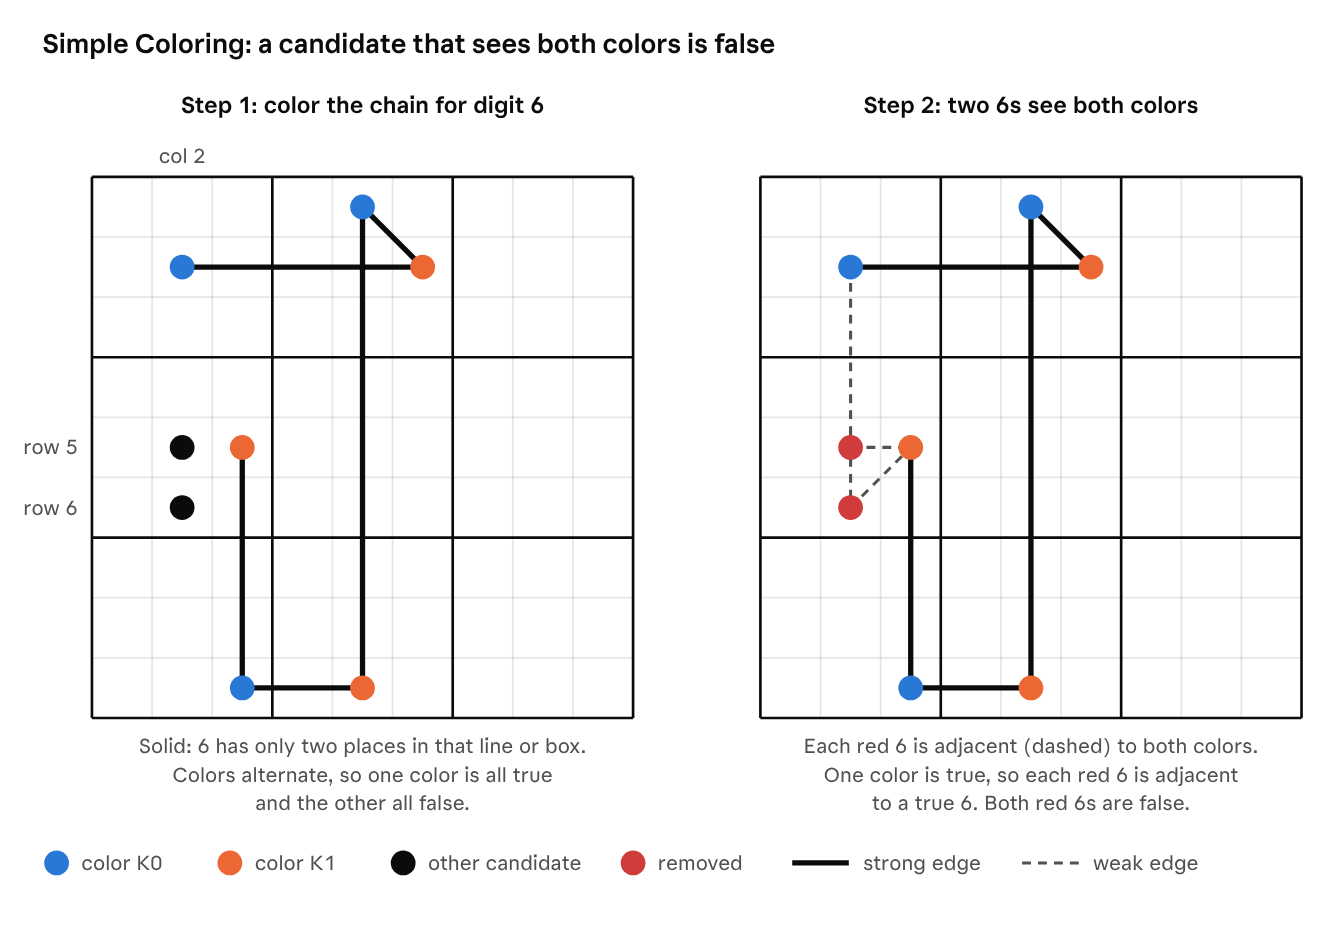 Simple Coloring: a candidate that sees both colors is false
Step 1: color the chain for digit 6
col 2
row 5
row 6
Solid: 6 has only two places in that line or box.
Colors alternate, so one color is all true
and the other all false.
Step 2: two 6s see both colors
Each red 6 is adjacent (dashed) to both colors.
One color is true, so each red 6 is adjacent
to a true 6. Both red 6s are false.
color K0
color K1
other candidate
removed
strong edge
weak edge